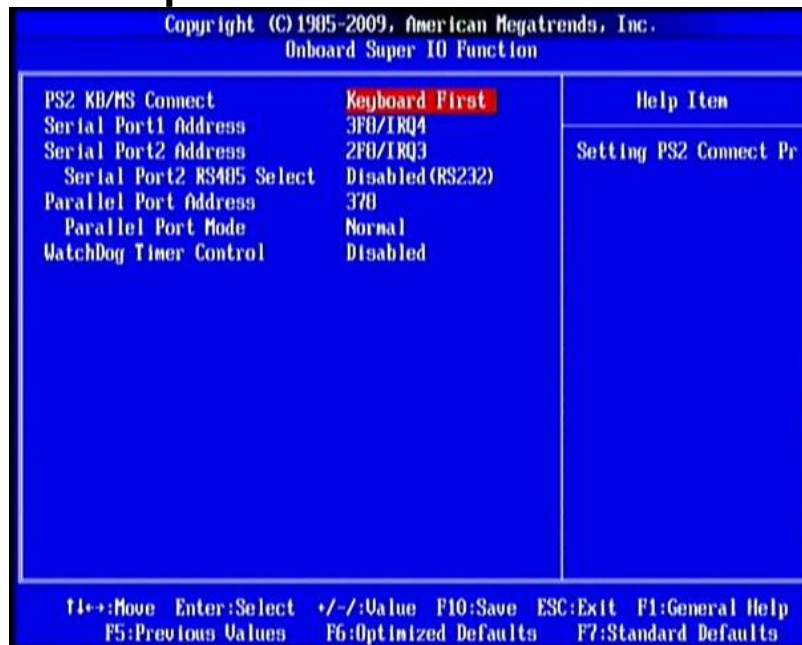 Copyright (C)1985-2009, American Megatrends, Inc.
Onboard Super IO Function
PS2 KB/MS Connect Keyboard First
Serial Port1 Address 3F8/IRQ4
Serial Port2 Address 2F8/IRQ3
Serial Port2 RS485 Select Disabled(RS232)
Parallel Port Address 378
Parallel Port Mode Normal
WatchDog Timer Control Disabled
Help Item
Setting PS2 Connect Pr
↑↓←→:Move Enter:Select +/-/:Value F10:Save ESC:Exit F1:General Help
F5:Previous Values F6:Optimized Defaults F7:Standard Defaults